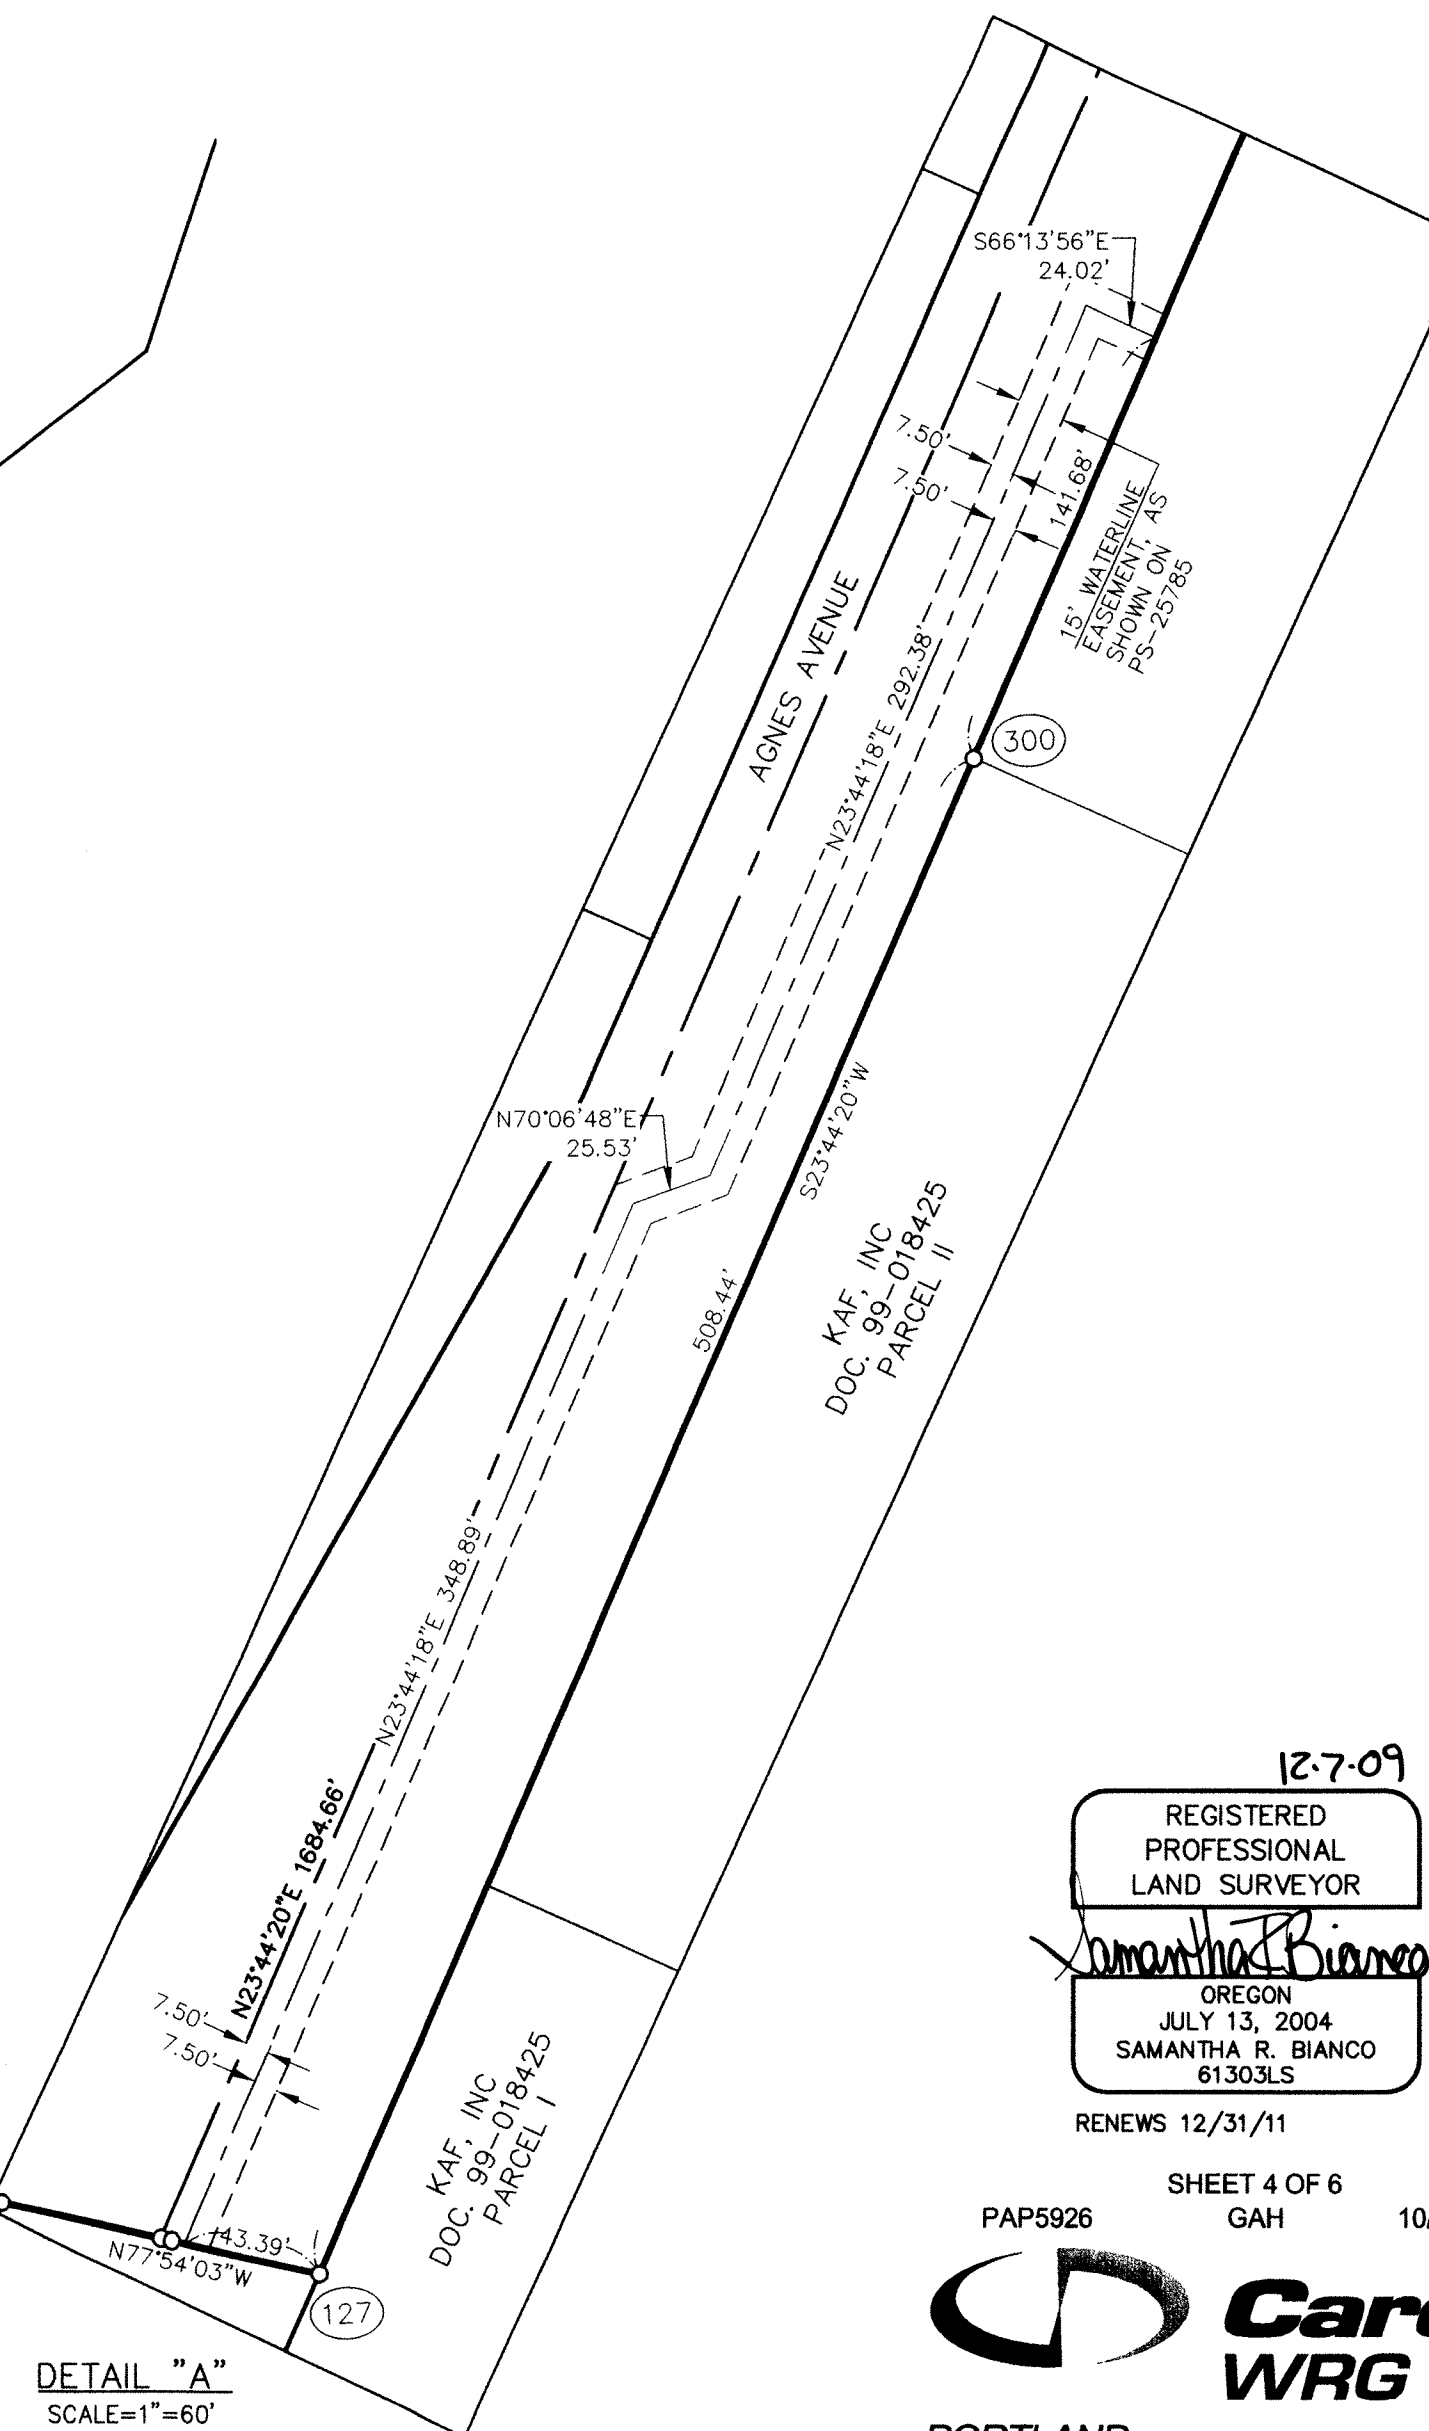 S66°13'56"E
24.02'
7.50'
7.50'
141.68'
15' WATERLINE
EASEMENT, AS
SHOWN ON
PS-25785
AGNES AVENUE
N23°44'18"E 292.38'
300
N70°06'48"E
25.53'
S23°44'20"W
508.44'
KAF, INC
DOC. 99-018425
PARCEL II
N23°44'18"E 348.89'
N23°44'20"E 1684.66'
7.50'
7.50'
KAF, INC
DOC. 99-018425
PARCEL I
43.39'
N77°54'03"W
127
DETAIL "A"
SCALE=1"=60'
12.7.09
REGISTERED
PROFESSIONAL
LAND SURVEYOR
Samantha R Bianco
OREGON
JULY 13, 2004
SAMANTHA R. BIANCO
61303LS
RENEWS 12/31/11
SHEET 4 OF 6
PAP5926 GAH 10/
WRG
PORTLAND